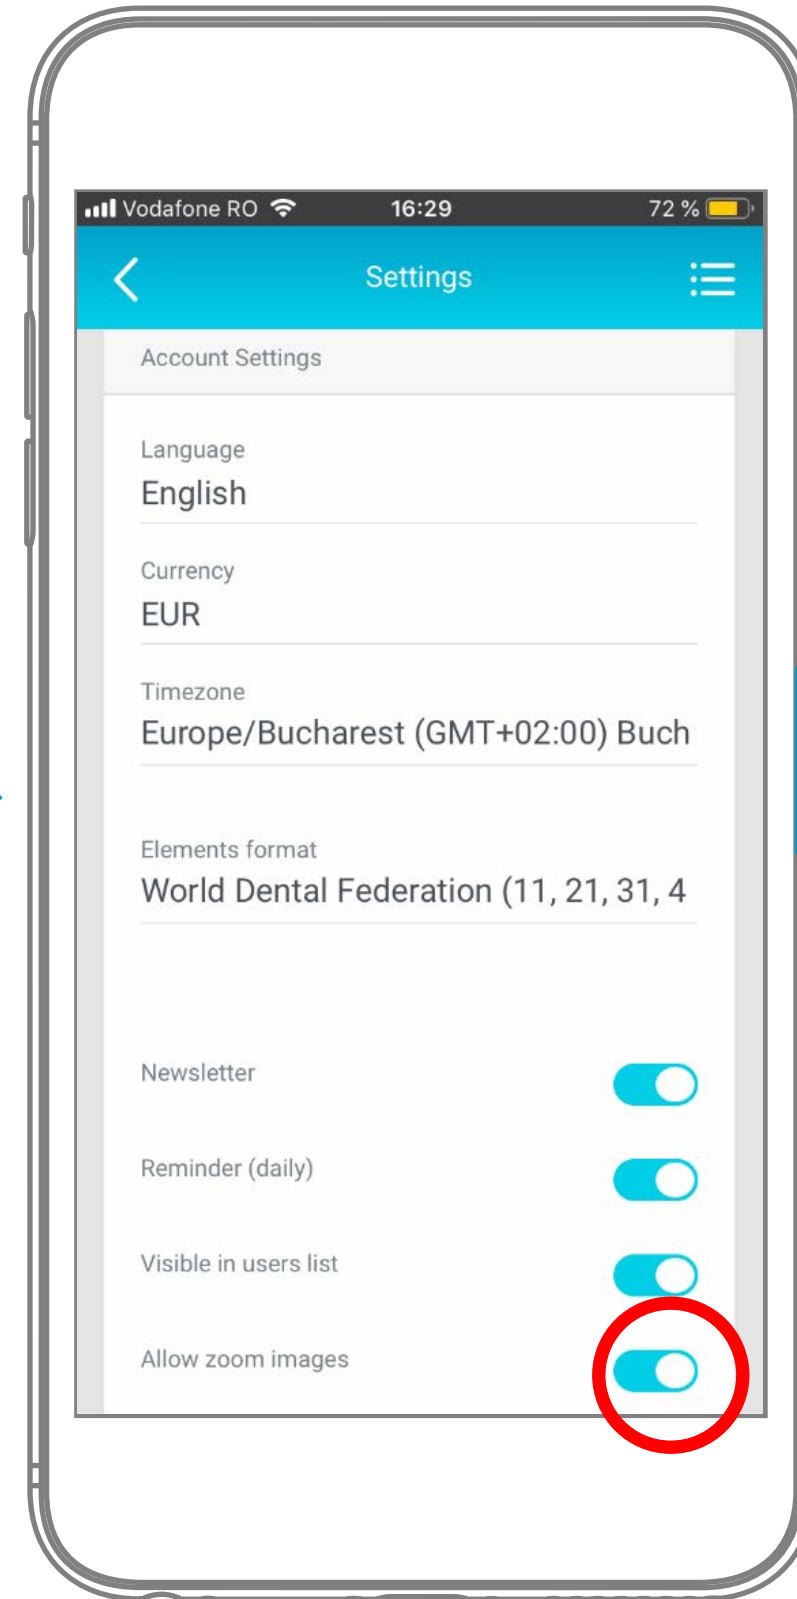 Vodafone RO 16:29 72 %
Settings
Account Settings
Language
English
Currency
EUR
Timezone
Europe/Bucharest (GMT+02:00) Buch
Elements format
World Dental Federation (11, 21, 31, 4
Newsletter
Reminder (daily)
Visible in users list
Allow zoom images